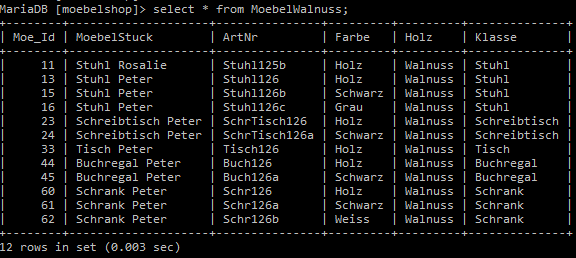 MariaDB [moebelshop]> select * from MoebelWalnuss;
+--------+-------------------+--------------+---------+---------+-------------+
| Moe_Id | MoebelStuck | ArtNr | Farbe | Holz | Klasse |
+--------+-------------------+--------------+---------+---------+-------------+
| 11 | Stuhl Rosalie | Stuhl125b | Holz | Walnuss | Stuhl |
| 13 | Stuhl Peter | Stuhl126 | Holz | Walnuss | Stuhl |
| 15 | Stuhl Peter | Stuhl126b | Schwarz | Walnuss | Stuhl |
| 16 | Stuhl Peter | Stuhl126c | Grau | Walnuss | Stuhl |
| 23 | Schreibtisch Peter | SchrTisch126 | Holz | Walnuss | Schreibtisch |
| 24 | Schreibtisch Peter | SchrTisch126a | Schwarz | Walnuss | Schreibtisch |
| 33 | Tisch Peter | Tisch126 | Holz | Walnuss | Tisch |
| 44 | Buchregal Peter | Buch126 | Holz | Walnuss | Buchregal |
| 45 | Buchregal Peter | Buch126a | Schwarz | Walnuss | Buchregal |
| 60 | Schrank Peter | Schr126 | Holz | Walnuss | Schrank |
| 61 | Schrank Peter | Schr126a | Schwarz | Walnuss | Schrank |
| 62 | Schrank Peter | Schr126b | Weiss | Walnuss | Schrank |
+--------+-------------------+--------------+---------+---------+-------------+
12 rows in set (0.003 sec)